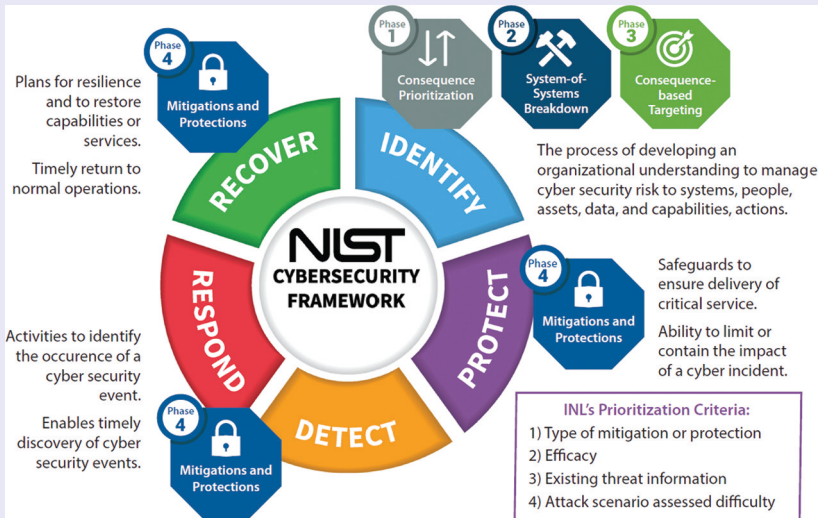 Phase
4
Mitigations and
Protections
Plans for resilience
and to restore
capabilities or
services.
Timely return to
normal operations.
Phase
1
Consequence
Prioritization
Phase
2
System-of-
Systems
Breakdown
Phase
3
Consequence-
based
Targeting
The process of developing an
organizational understanding to manage
cyber security risk to systems, people,
assets, data, and capabilities, actions.
RECOVER
IDENTIFY
PROTECT
DETECT
RESPOND
NIST
CYBERSECURITY
FRAMEWORK
Phase
4
Mitigations and
Protections
Safeguards to
ensure delivery of
critical service.
Ability to limit or
contain the impact
of a cyber incident.
Activities to identify
the occurence of a
cyber security
event.
Enables timely
discovery of cyber
security events.
Phase
4
Mitigations and
Protections
INL's Prioritization Criteria:
1) Type of mitigation or protection
2) Efficacy
3) Existing threat information
4) Attack scenario assessed difficulty